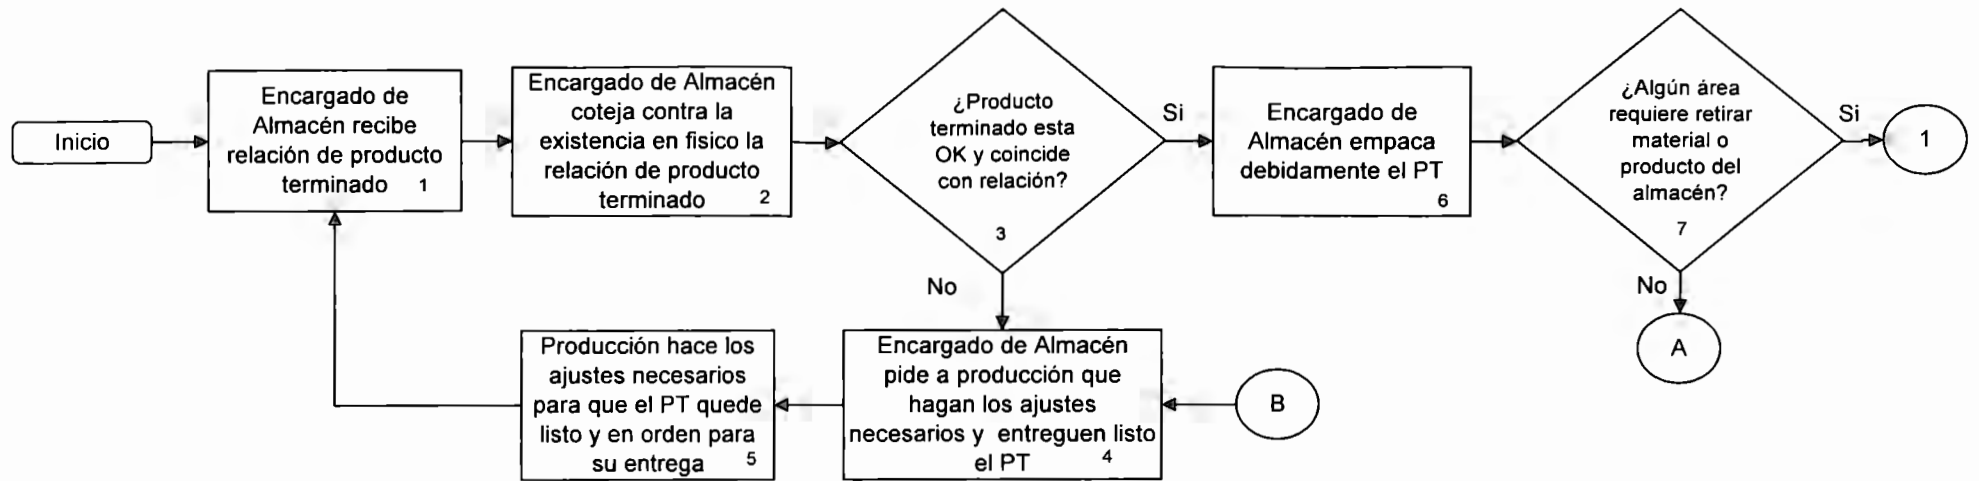 Inicio
Encargado de
Almacén recibe
relación de producto
terminado 1
Encargado de Almacén
coteja contra la
existencia en fisico la
relación de producto
terminado 2
¿Producto
terminado esta
OK y coincide
con relación?
3
Si
Encargado de
Almacén empaca
debidamente el PT
6
¿Algún área
requiere retirar
material o
producto del
almacén?
7
Si
1
No
A
No
Encargado de Almacén
pide a producción que
hagan los ajustes
necesarios y entreguen listo
el PT 4
B
Producción hace los
ajustes necesarios
para que el PT quede
listo y en orden para
su entrega 5